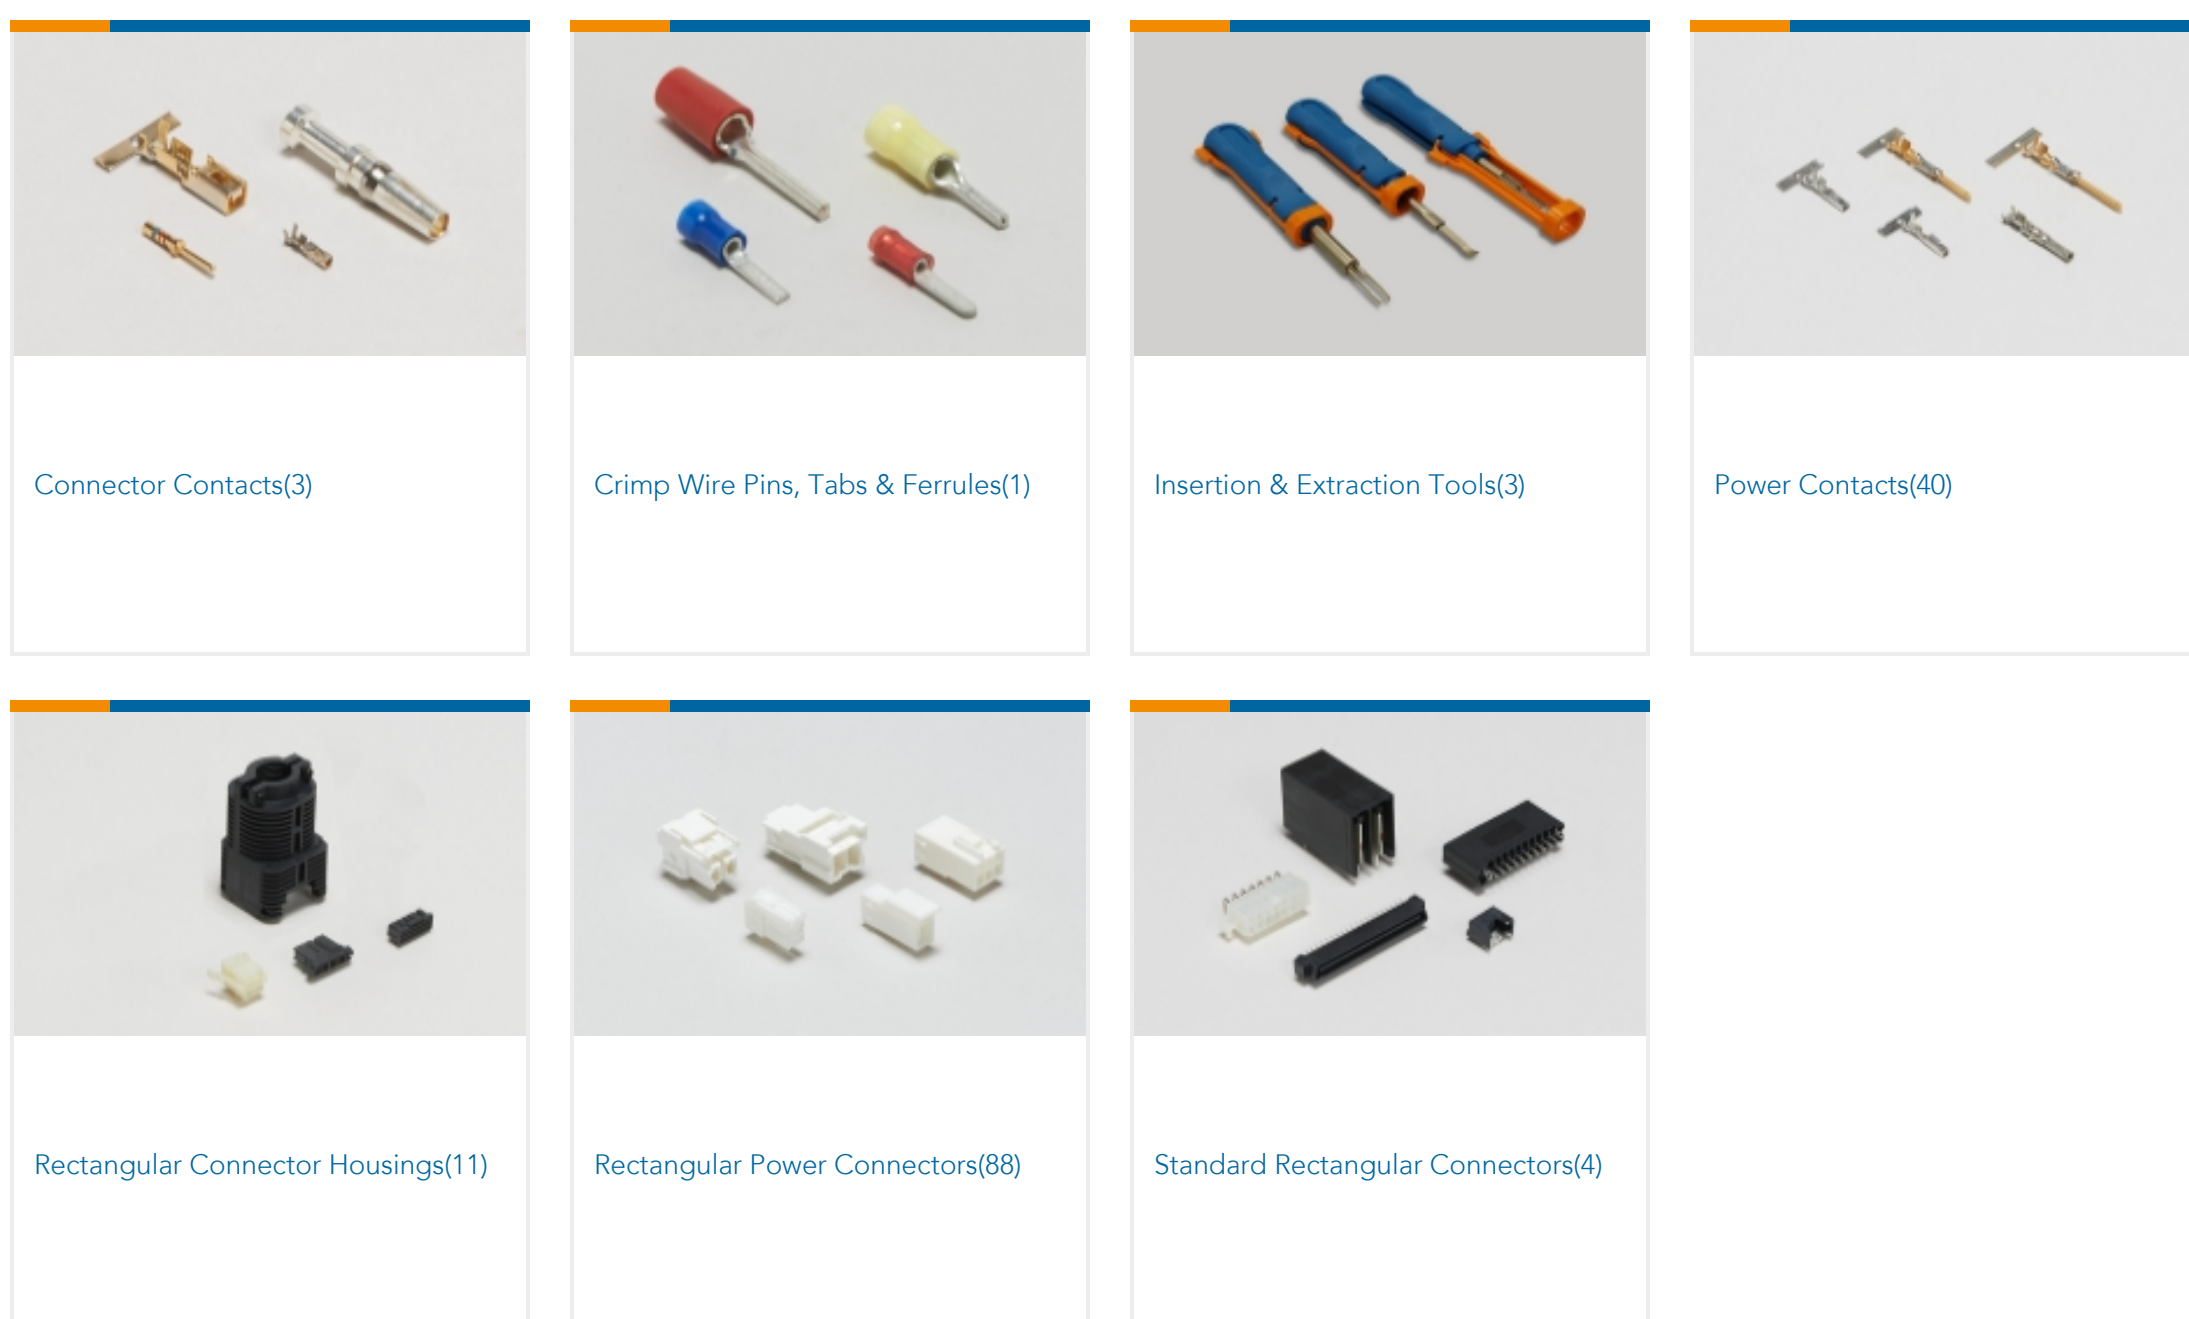 Connector Contacts(3)
Crimp Wire Pins, Tabs & Ferrules(1)
Insertion & Extraction Tools(3)
Power Contacts(40)
Rectangular Connector Housings(11)
Rectangular Power Connectors(88)
Standard Rectangular Connectors(4)